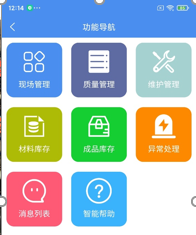 12:14
功能导航
现场管理 质量管理 维护管理
材料库存 成品库存 异常处理
消息列表 智能帮助